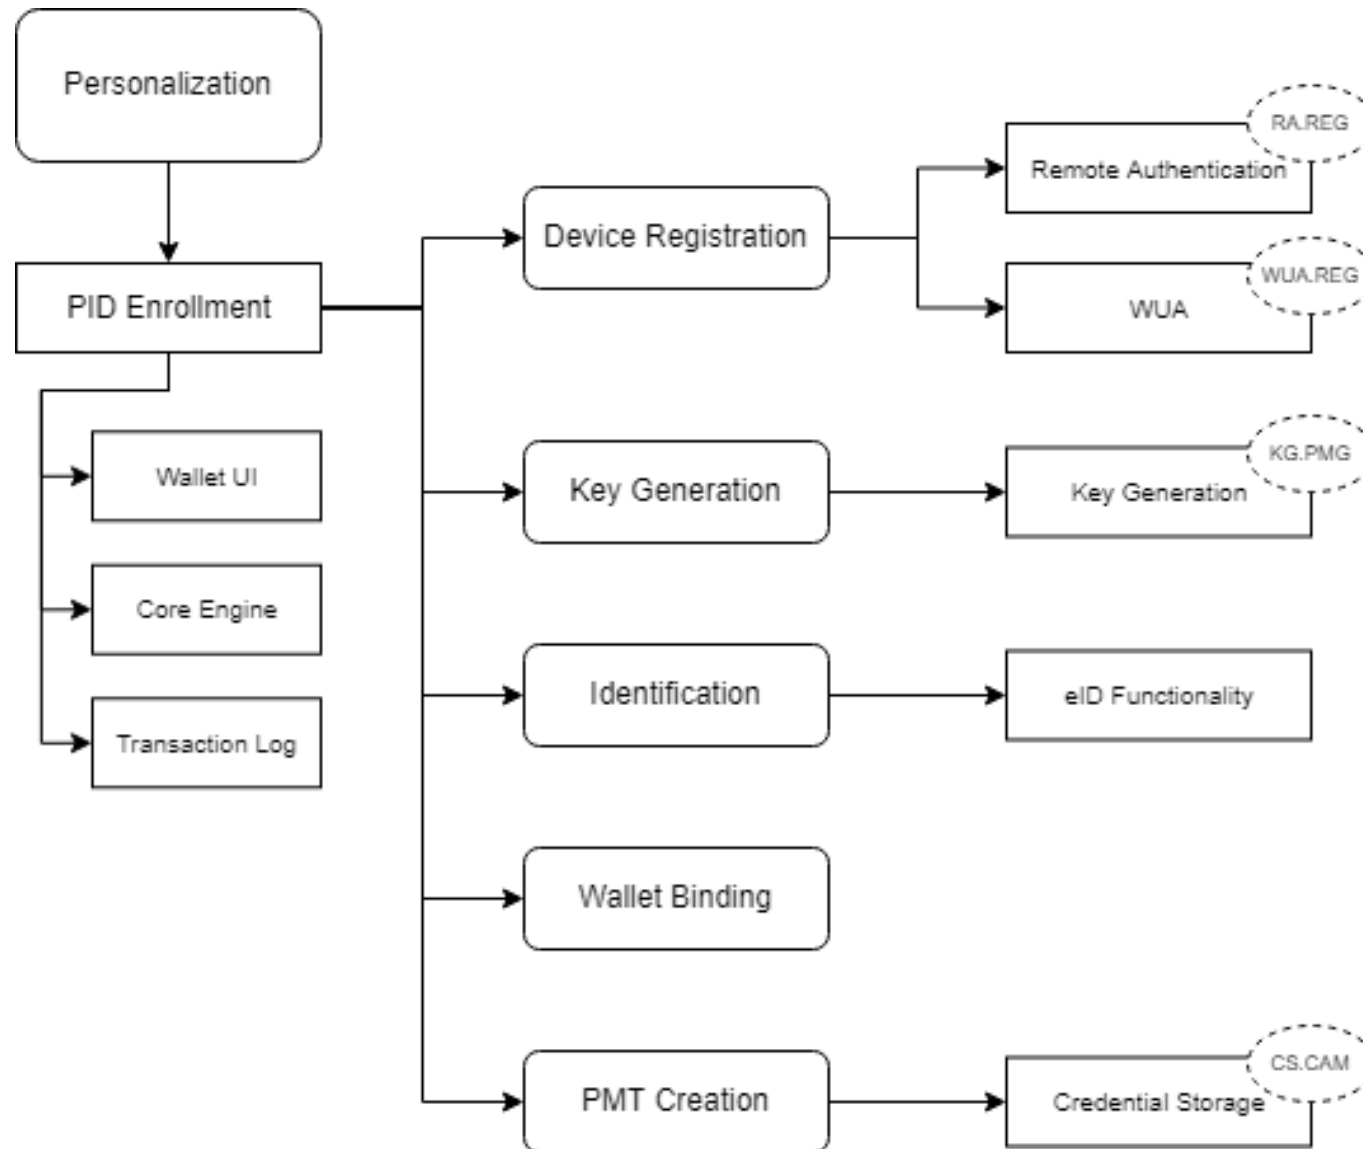 Personalization
RA.REG
Remote Authentication
Device Registration
WUA.REG
PID Enrollment
WUA
Wallet UI
KG.PMG
Key Generation
Key Generation
Core Engine
Identification
eID Functionality
Transaction Log
Wallet Binding
CS.CAM
PMT Creation
Credential Storage